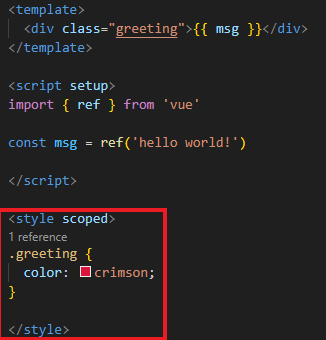 <template>
  <div class="greeting">{{ msg }}</div>
</template>
<script setup>
import { ref } from 'vue'
const msg = ref('hello world!')
</script>
<style scoped>
1 reference
.greeting {
  color: crimson;
}
</style>